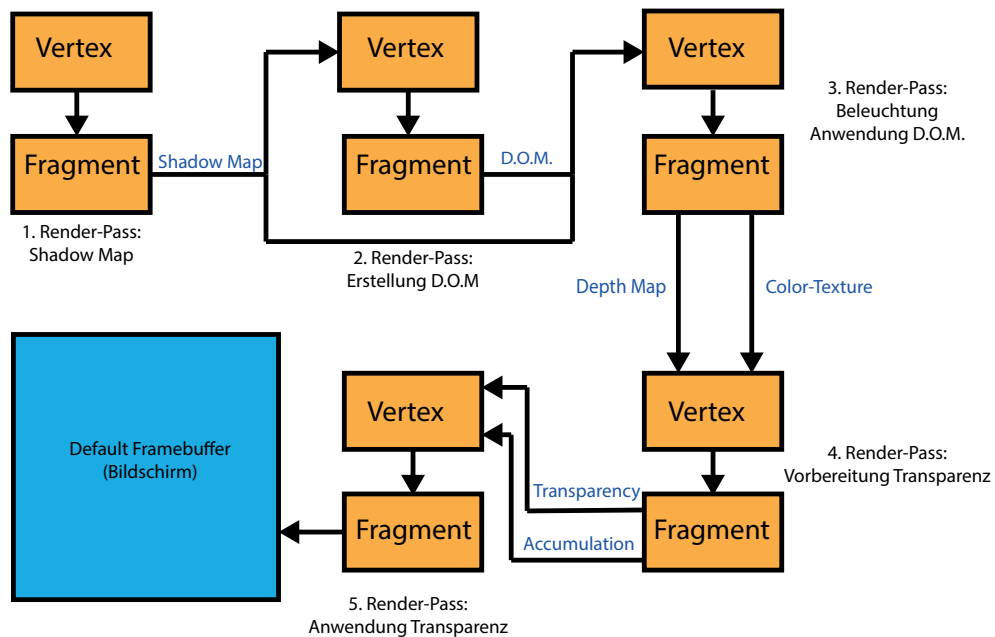 Vertex
Fragment
Shadow Map
1. Render-Pass:
Shadow Map
Vertex
Fragment
D.O.M.
2. Render-Pass:
Erstellung D.O.M
Vertex
Fragment
3. Render-Pass:
Beleuchtung
Anwendung D.O.M.
Depth Map
Color-Texture
Vertex
Fragment
4. Render-Pass:
Vorbereitung Transparenz
Transparency
Accumulation
Vertex
Fragment
5. Render-Pass:
Anwendung Transparenz
Default Framebuffer
(Bildschirm)